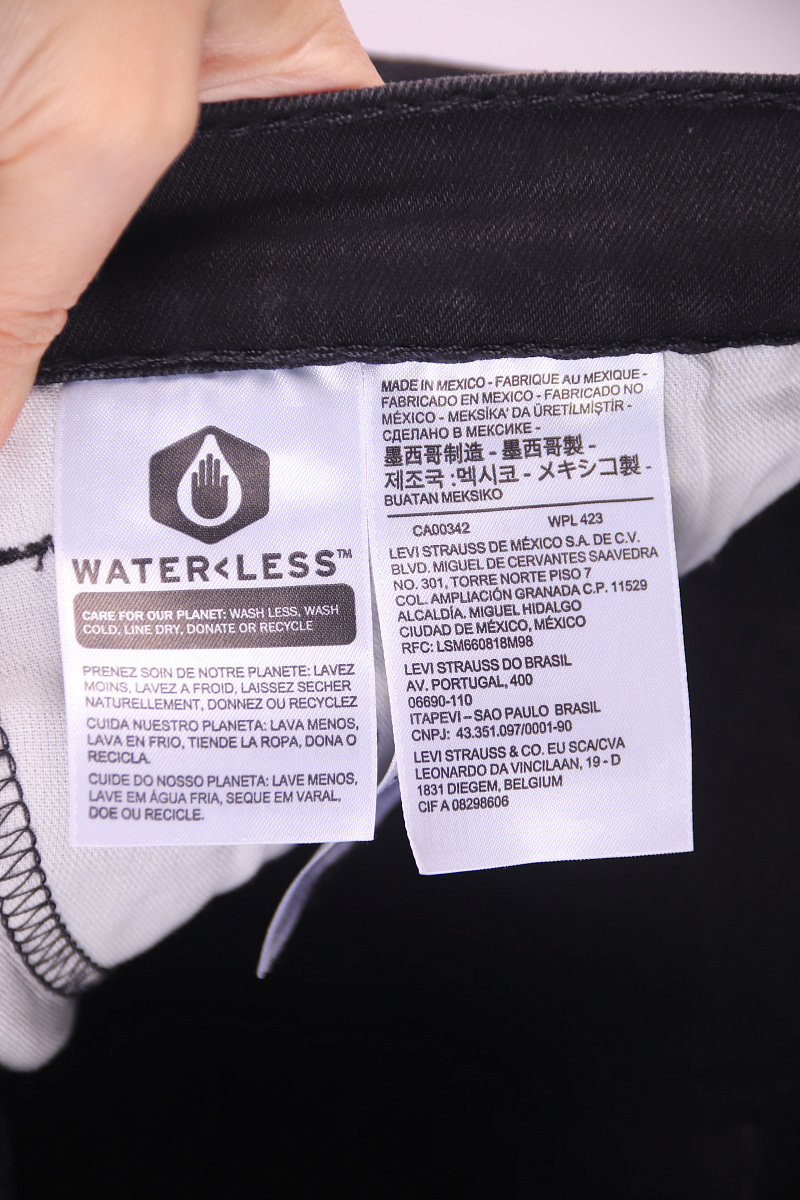 WATER<LESS™
CARE FOR OUR PLANET: WASH LESS, WASH
COLD, LINE DRY, DONATE OR RECYCLE
PRENEZ SOIN DE NOTRE PLANETE: LAVEZ
MOINS, LAVEZ A FROID, LAISSEZ SECHER
NATURELLEMENT, DONNEZ OU RECYCLEZ
CUIDA NUESTRO PLANETA: LAVA MENOS,
LAVA EN FRIO, TIENDE LA ROPA, DONA O
RECICLA.
CUIDE DO NOSSO PLANETA: LAVE MENOS,
LAVE EM ÁGUA FRIA, SEQUE EM VARAL,
DOE OU RECICLE.
MADE IN MEXICO - FABRIQUE AU MEXIQUE -
FABRICADO EN MÉXICO - FABRICADO NO
MÉXICO - MEKSİKA' DA ÜRETİLMİŞTİR -
СДЕЛАНО В МЕКСИКЕ -
墨西哥制造 - 墨西哥製 -
제조국 :멕시코 - メキシコ製 -
BUATAN MEKSIKO
CA00342 WPL 423
LEVI STRAUSS DE MÉXICO S.A. DE C.V.
BLVD. MIGUEL DE CERVANTES SAAVEDRA
NO. 301, TORRE NORTE PISO 7
COL. AMPLIACIÓN GRANADA C.P. 11529
ALCALDÍA, MIGUEL HIDALGO
CIUDAD DE MÉXICO, MÉXICO
RFC: LSM660818M98
LEVI STRAUSS DO BRASIL
AV. PORTUGAL, 400
06690-110
ITAPEVI – SAO PAULO BRASIL
CNPJ: 43.351.097/0001-90
LEVI STRAUSS & CO. EU SCA/CVA
LEONARDO DA VINCILAAN, 19 - D
1831 DIEGEM, BELGIUM
CIF A 08298606